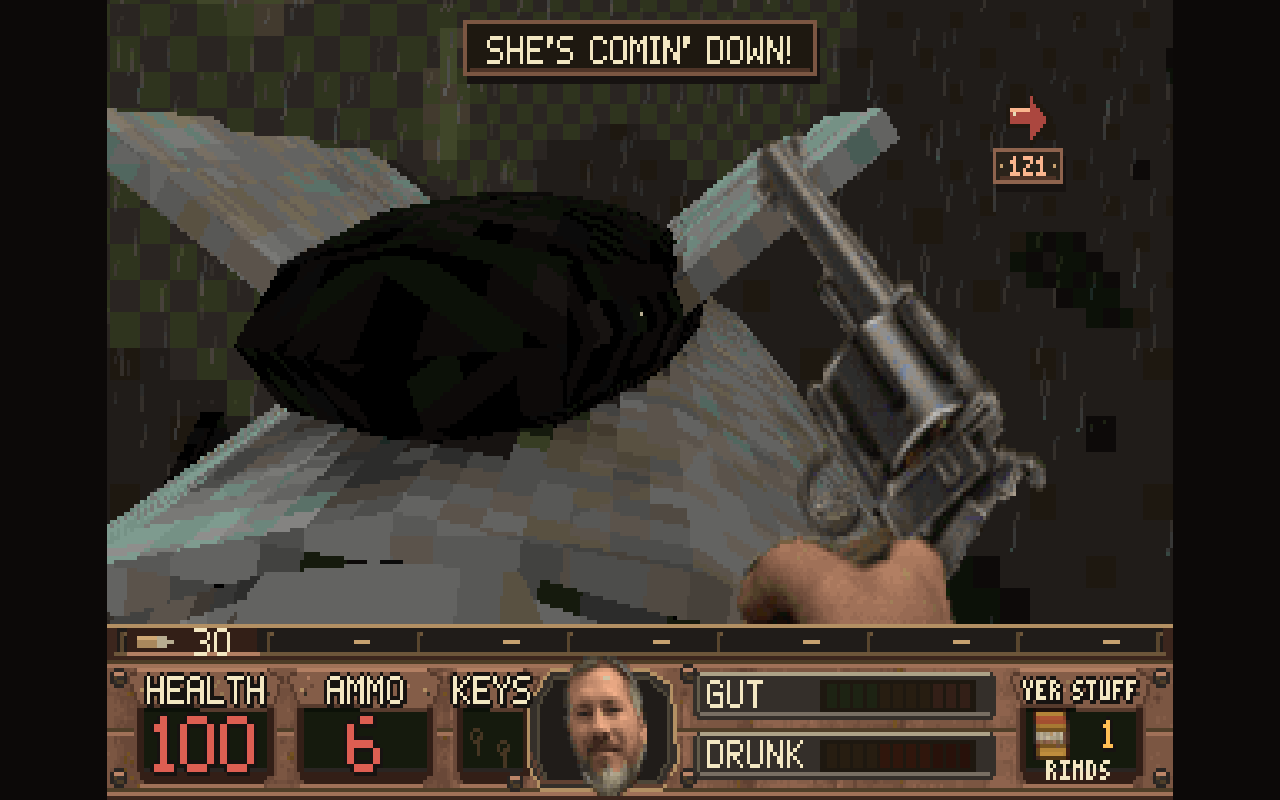 SHE'S COMIN' DOWN!
·121·
30
HEALTH
AMMO
KEYS
GUT
YER STUFF
100
6
1
DRUNK
RINDS